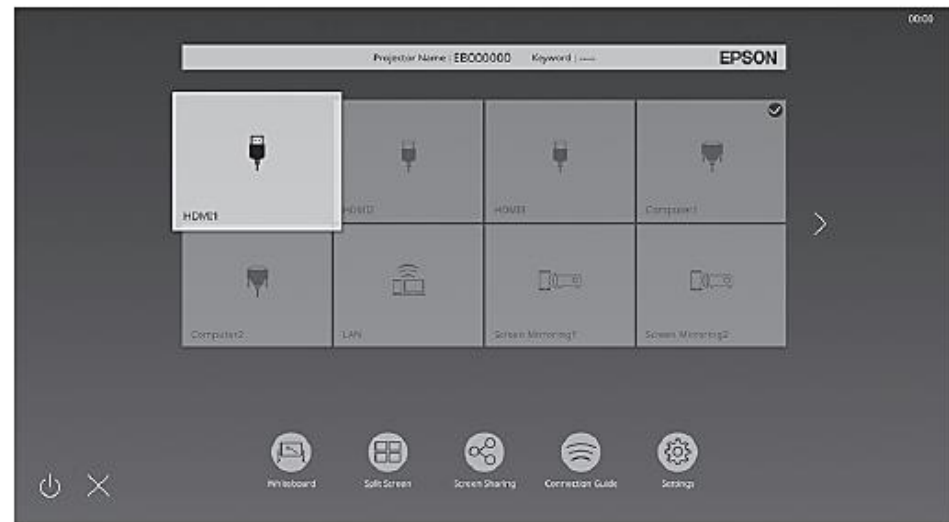 00:00
Projector Name : EB000000 Keyword : ----- EPSON
HDMI1
HDMI2
HDMI3
Computer1
Computer2
LAN
Screen Mirroring1
Screen Mirroring2
Whiteboard
Split Screen
Screen Sharing
Connection Guide
Settings